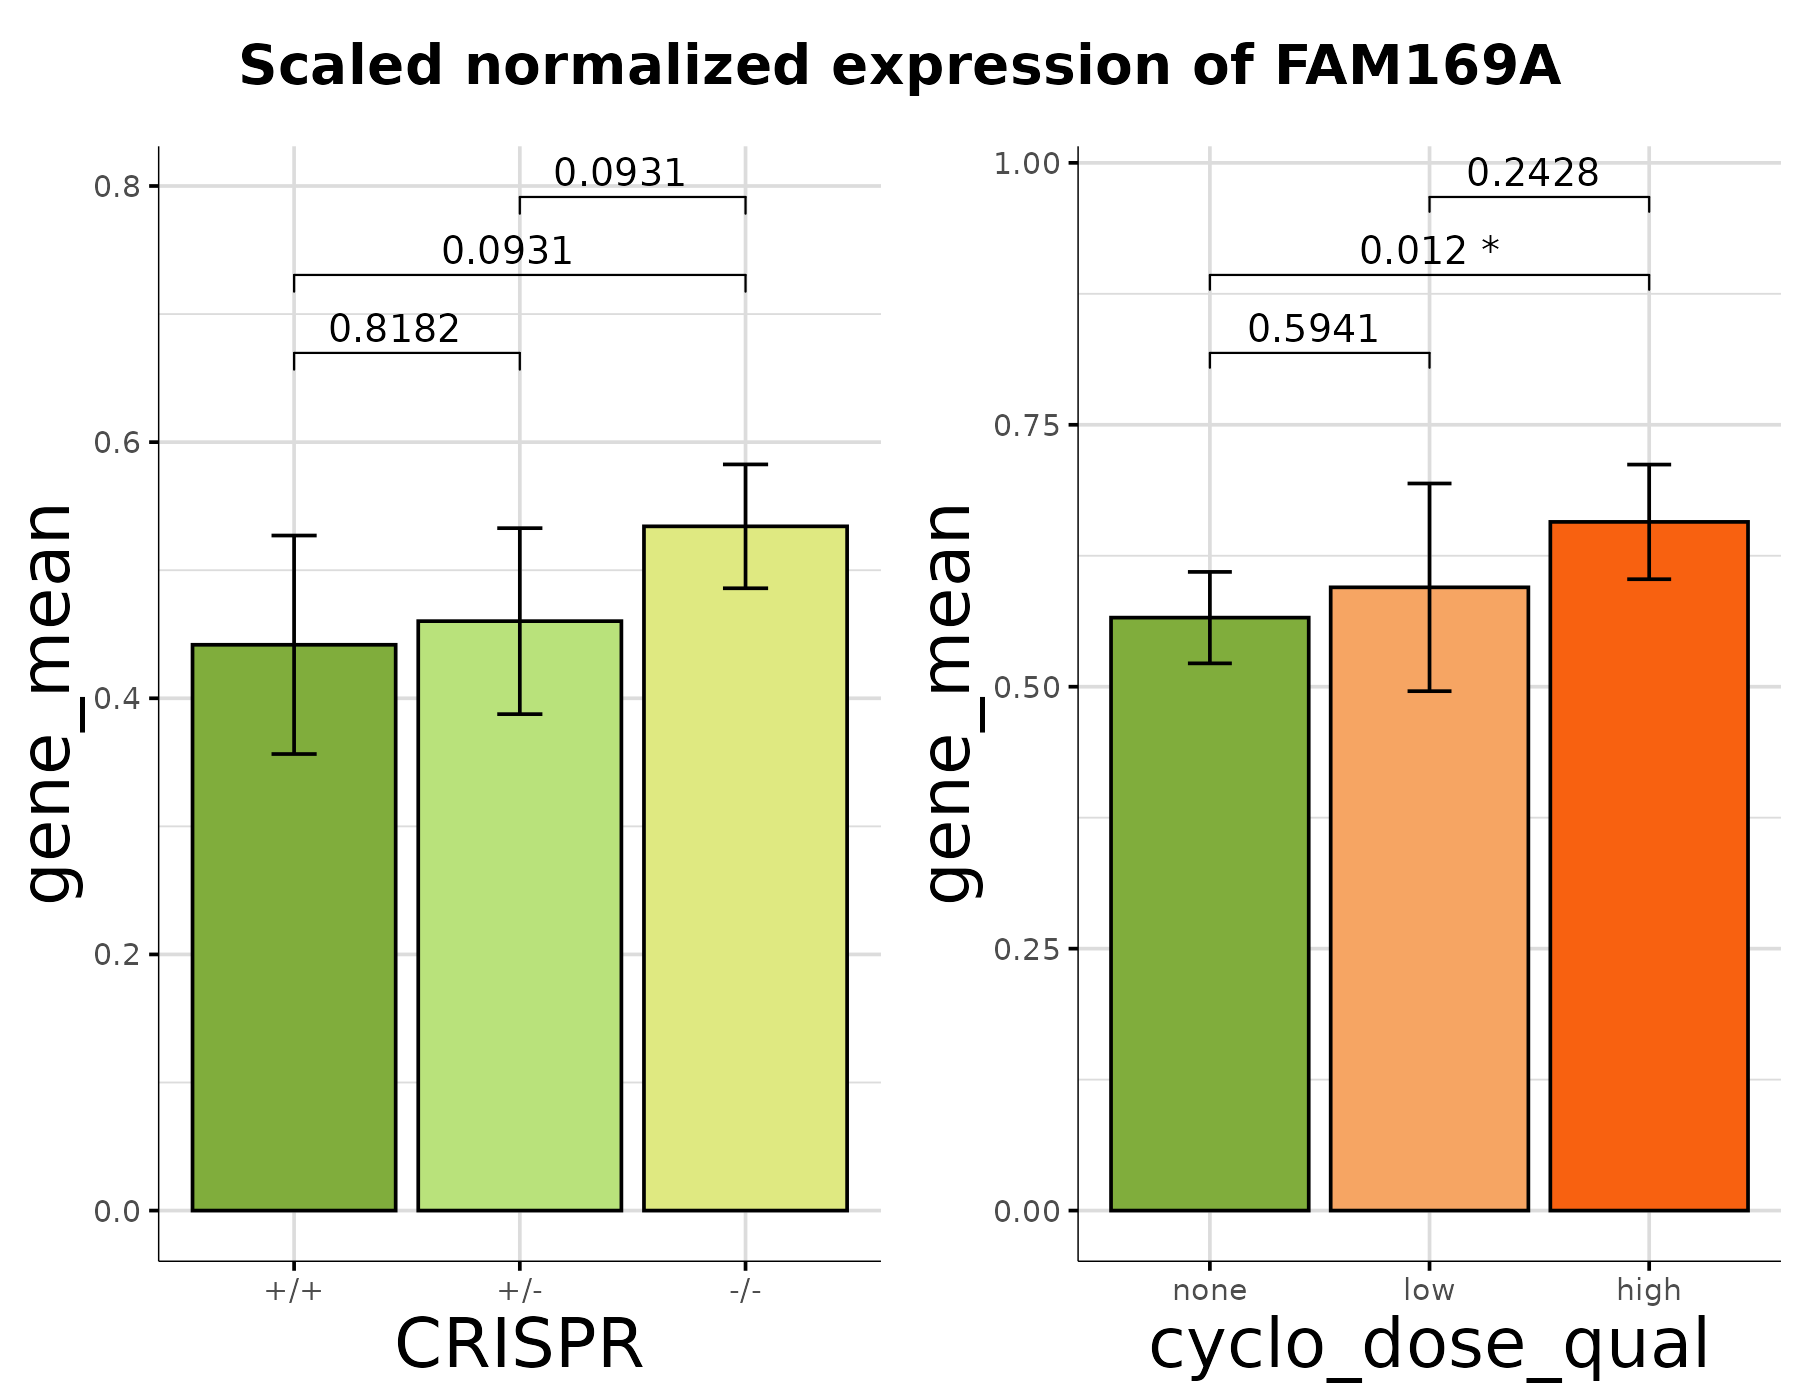 Scaled normalized expression of FAM169A
gene_mean
0.8
0.6
0.4
0.2
0.0
0.0931
0.0931
0.8182
+/+ +/- -/-
CRISPR
gene_mean
1.00
0.75
0.50
0.25
0.00
0.2428
0.012 *
0.5941
none low high
cyclo_dose_qual